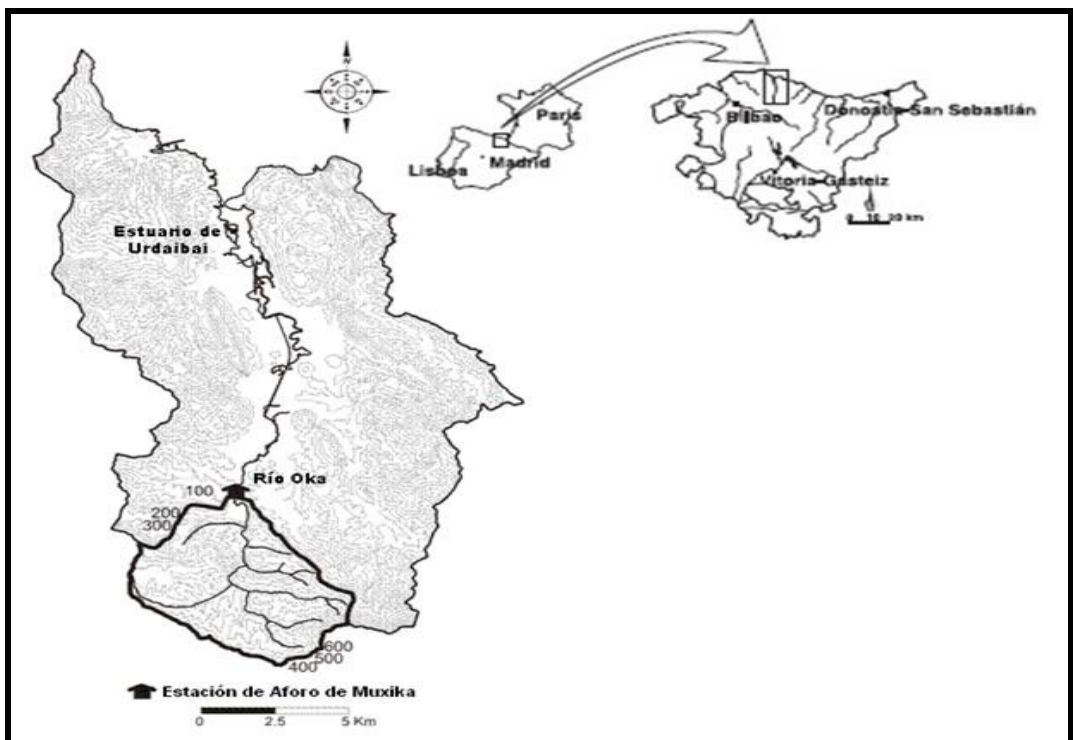 N
Paris
Madrid
Lisboa
Bilbao
Donostia-San Sebastián
Vitoria-Gasteiz
0 10 20 km
Estuario de
Urdaibai
Río Oka
100
200
300
600
500
400
Estación de Aforo de Muxika
0 2.5 5 Km